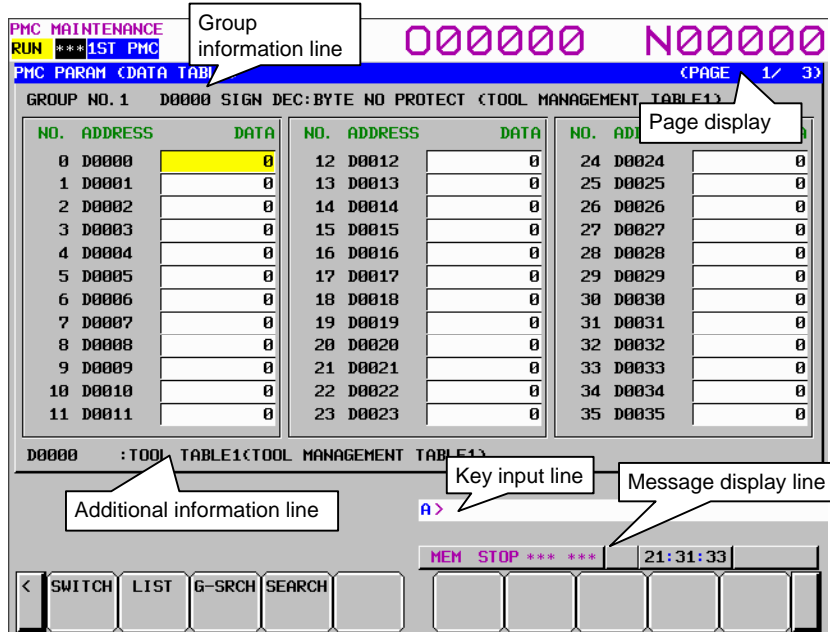 PMC MAINTENANCE
RUN *** 1ST PMC
Group information line
O00000 N00000
PMC PARAM (DATA TAB (PAGE 1/ 3)
GROUP NO.1 D0000 SIGN DEC:BYTE NO PROTECT (TOOL MANAGEMENT TABLE1)
Page display
NO. ADDRESS DATA NO. ADDRESS DATA NO.
0 D0000 0 12 D0012 0 24 D0024 0
1 D0001 0 13 D0013 0 25 D0025 0
2 D0002 0 14 D0014 0 26 D0026 0
3 D0003 0 15 D0015 0 27 D0027 0
4 D0004 0 16 D0016 0 28 D0028 0
5 D0005 0 17 D0017 0 29 D0029 0
6 D0006 0 18 D0018 0 30 D0030 0
7 D0007 0 19 D0019 0 31 D0031 0
8 D0008 0 20 D0020 0 32 D0032 0
9 D0009 0 21 D0021 0 33 D0033 0
10 D0010 0 22 D0022 0 34 D0034 0
11 D0011 0 23 D0023 0 35 D0035 0
D0000 :TOOL TABLE1(TOOL MANAGEMENT TABLE1)
Key input line
Message display line
Additional information line
A>
MEM STOP *** *** 21:31:33
< SWITCH LIST G-SRCH SEARCH